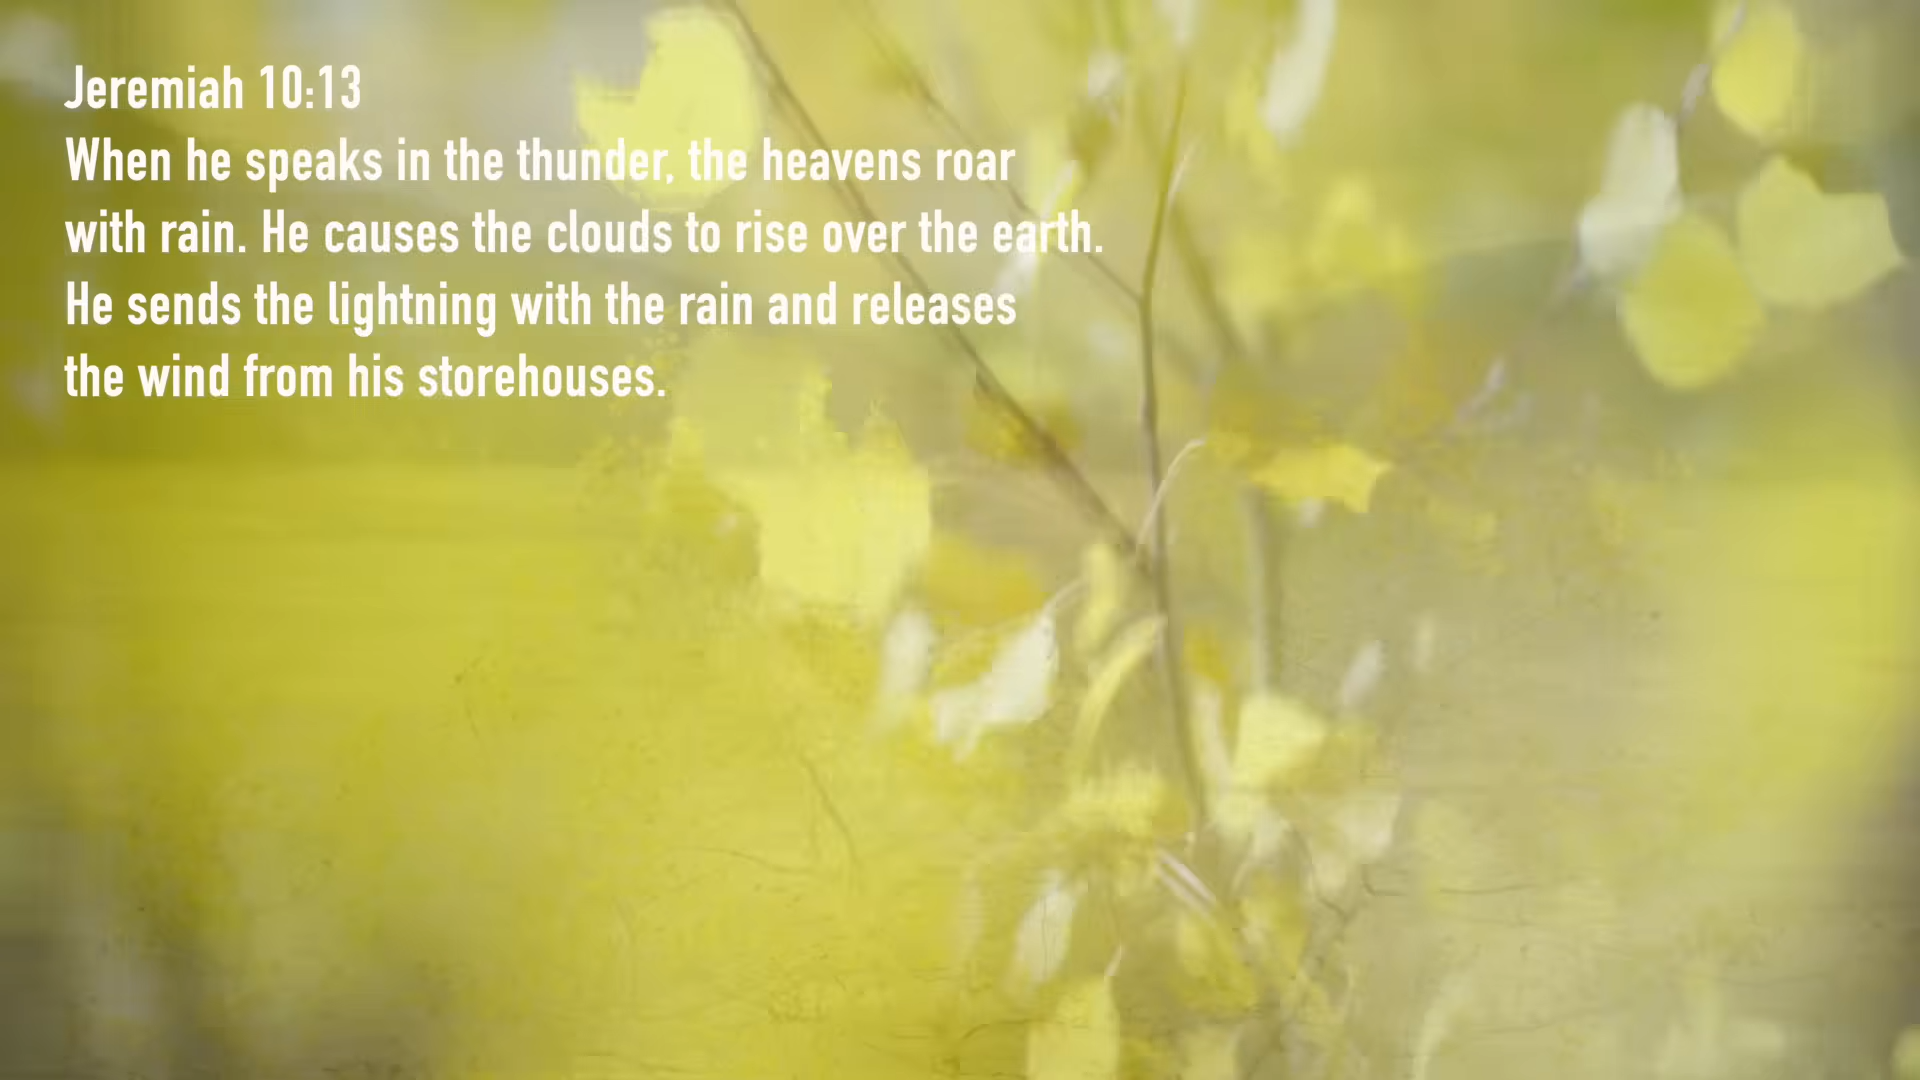 Jeremiah 10:13
When he speaks in the thunder, the heavens roar
with rain. He causes the clouds to rise over the earth.
He sends the lightning with the rain and releases
the wind from his storehouses.